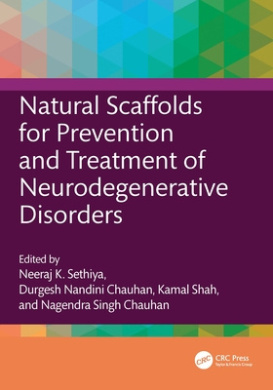 Natural Scaffolds
for Prevention
and Treatment of
Neurodegenerative
Disorders
Edited by
Neeraj K. Sethiya,
Durgesh Nandini Chauhan, Kamal Shah,
and Nagendra Singh Chauhan
CRC Press
Taylor & Francis Group